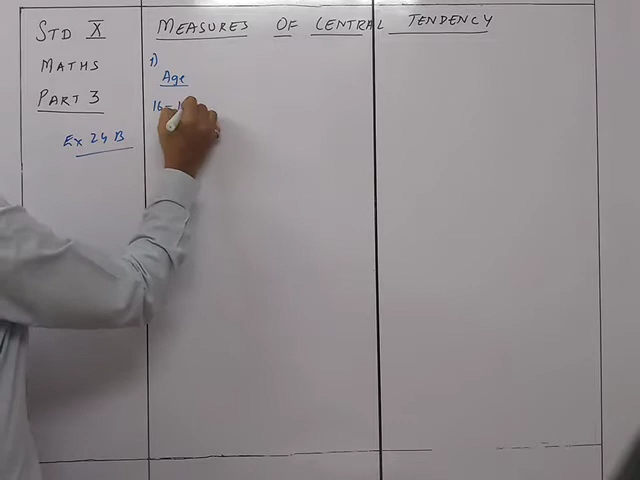 STD X
MATHS
PART 3
Ex 24 B
MEASURES OF CENTRAL TENDENCY
1)
Age
16 -